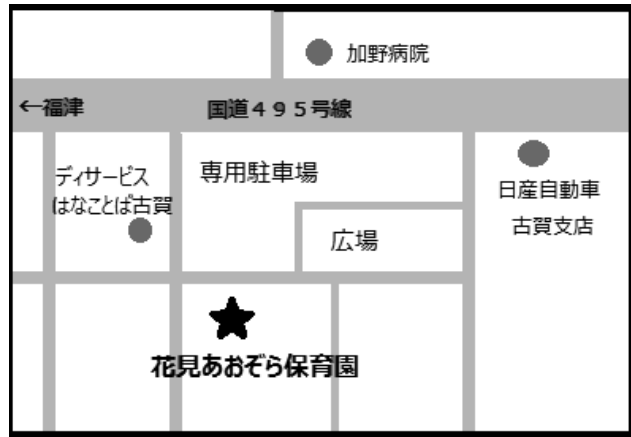 加野病院
←福津
国道495号線
ディサービス
はなことば古賀
専用駐車場
広場
日産自動車
古賀支店
花見あおぞら保育園